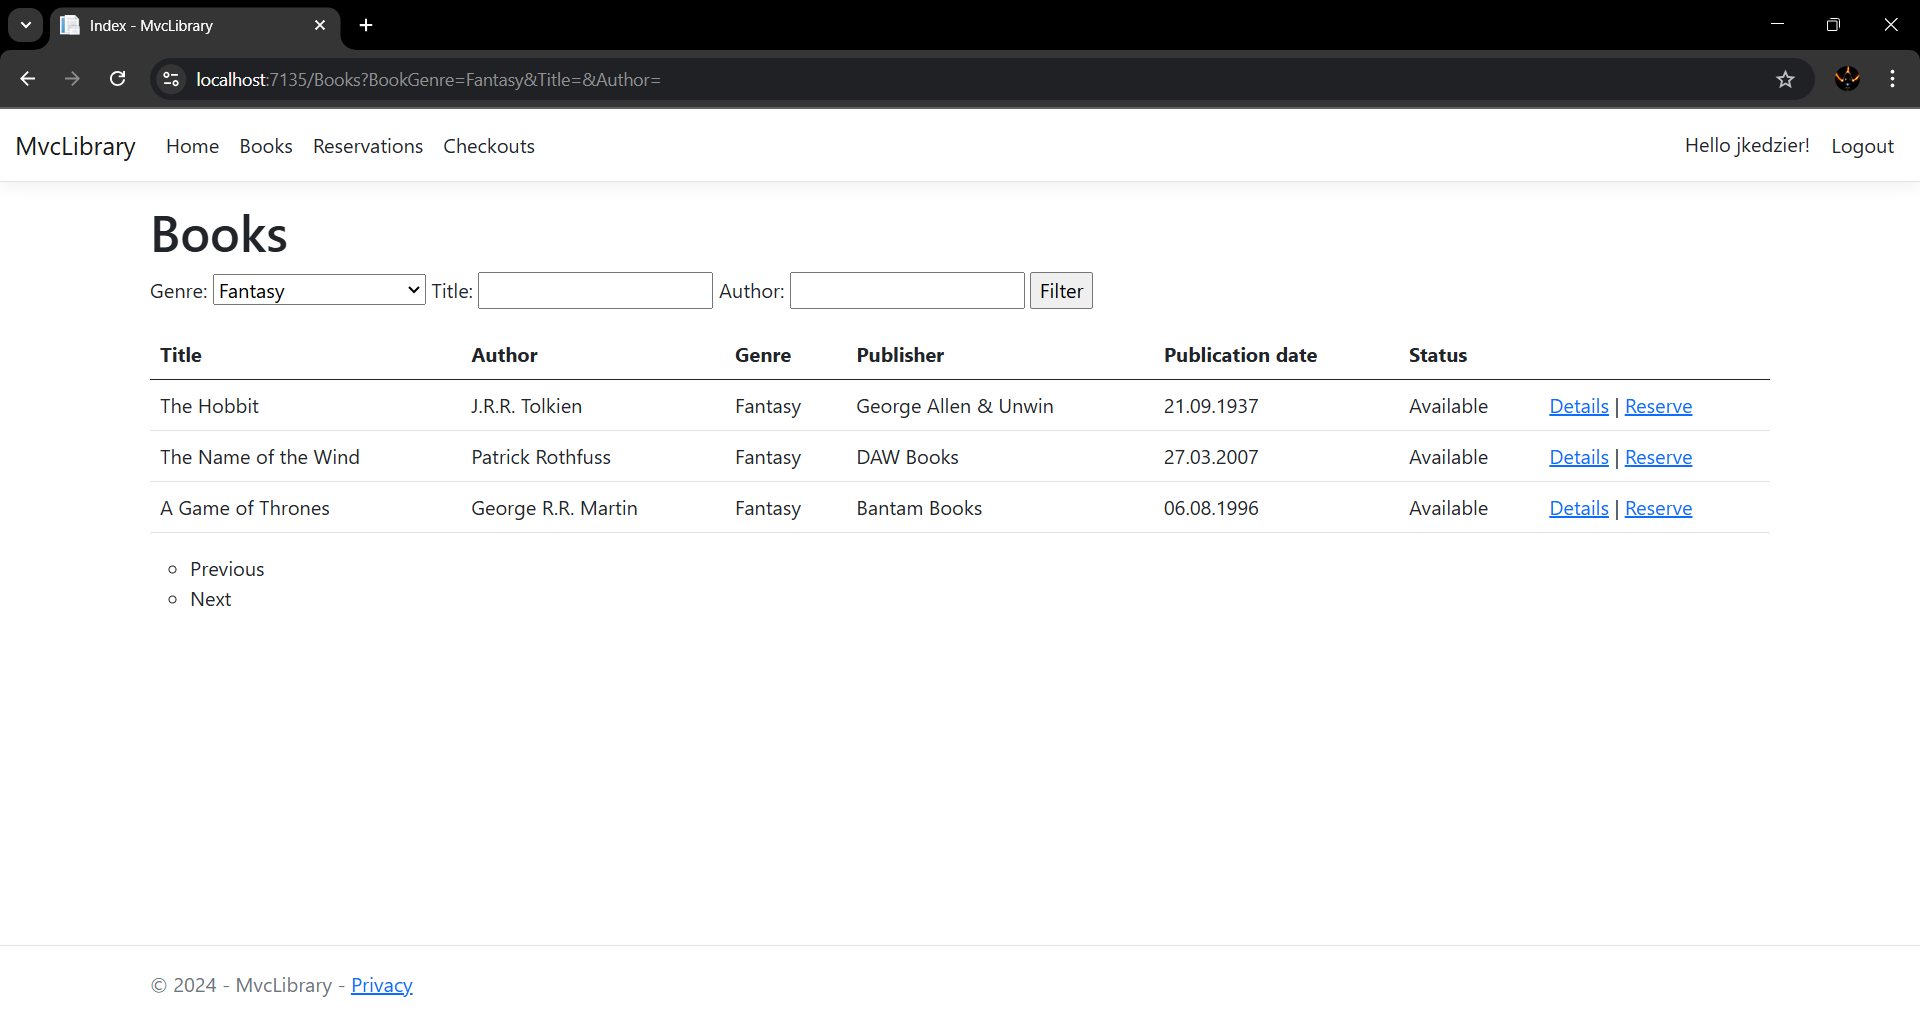 Index - MvcLibrary
localhost:7135/Books?BookGenre=Fantasy&Title=&Author=
MvcLibrary Home Books Reservations Checkouts Hello jkedzier! Logout
Books
Genre: Fantasy Title: Author: Filter
Title Author Genre Publisher Publication date Status
The Hobbit J.R.R. Tolkien Fantasy George Allen & Unwin 21.09.1937 Available Details | Reserve
The Name of the Wind Patrick Rothfuss Fantasy DAW Books 27.03.2007 Available Details | Reserve
A Game of Thrones George R.R. Martin Fantasy Bantam Books 06.08.1996 Available Details | Reserve
Previous
Next
© 2024 - MvcLibrary - Privacy